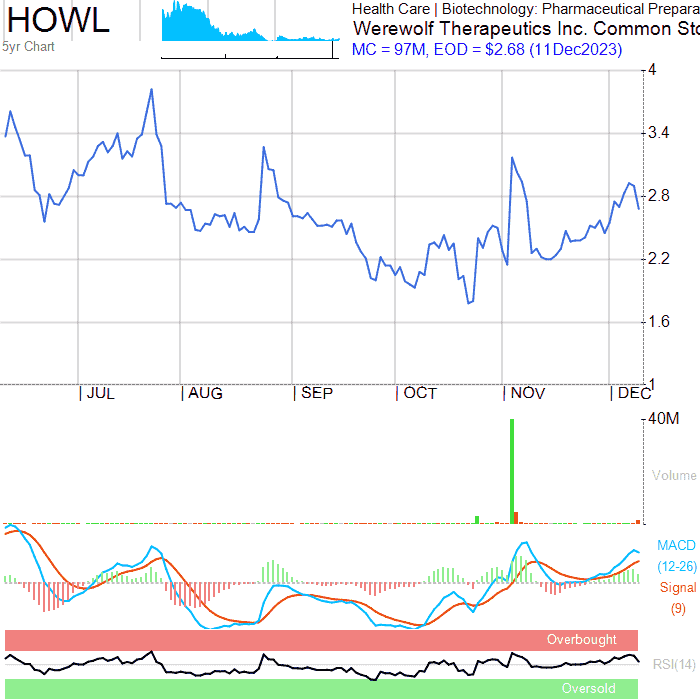 HOWL
5yr Chart
Health Care | Biotechnology: Pharmaceutical Prepara
Werewolf Therapeutics Inc. Common Sto
MC = 97M, EOD = $2.68 (11Dec2023)
4
3.4
2.8
2.2
1.6
1
JUL AUG SEP OCT NOV DEC
40M
Volume
MACD
(12-26)
Signal
(9)
Overbought
RSI(14)
Oversold